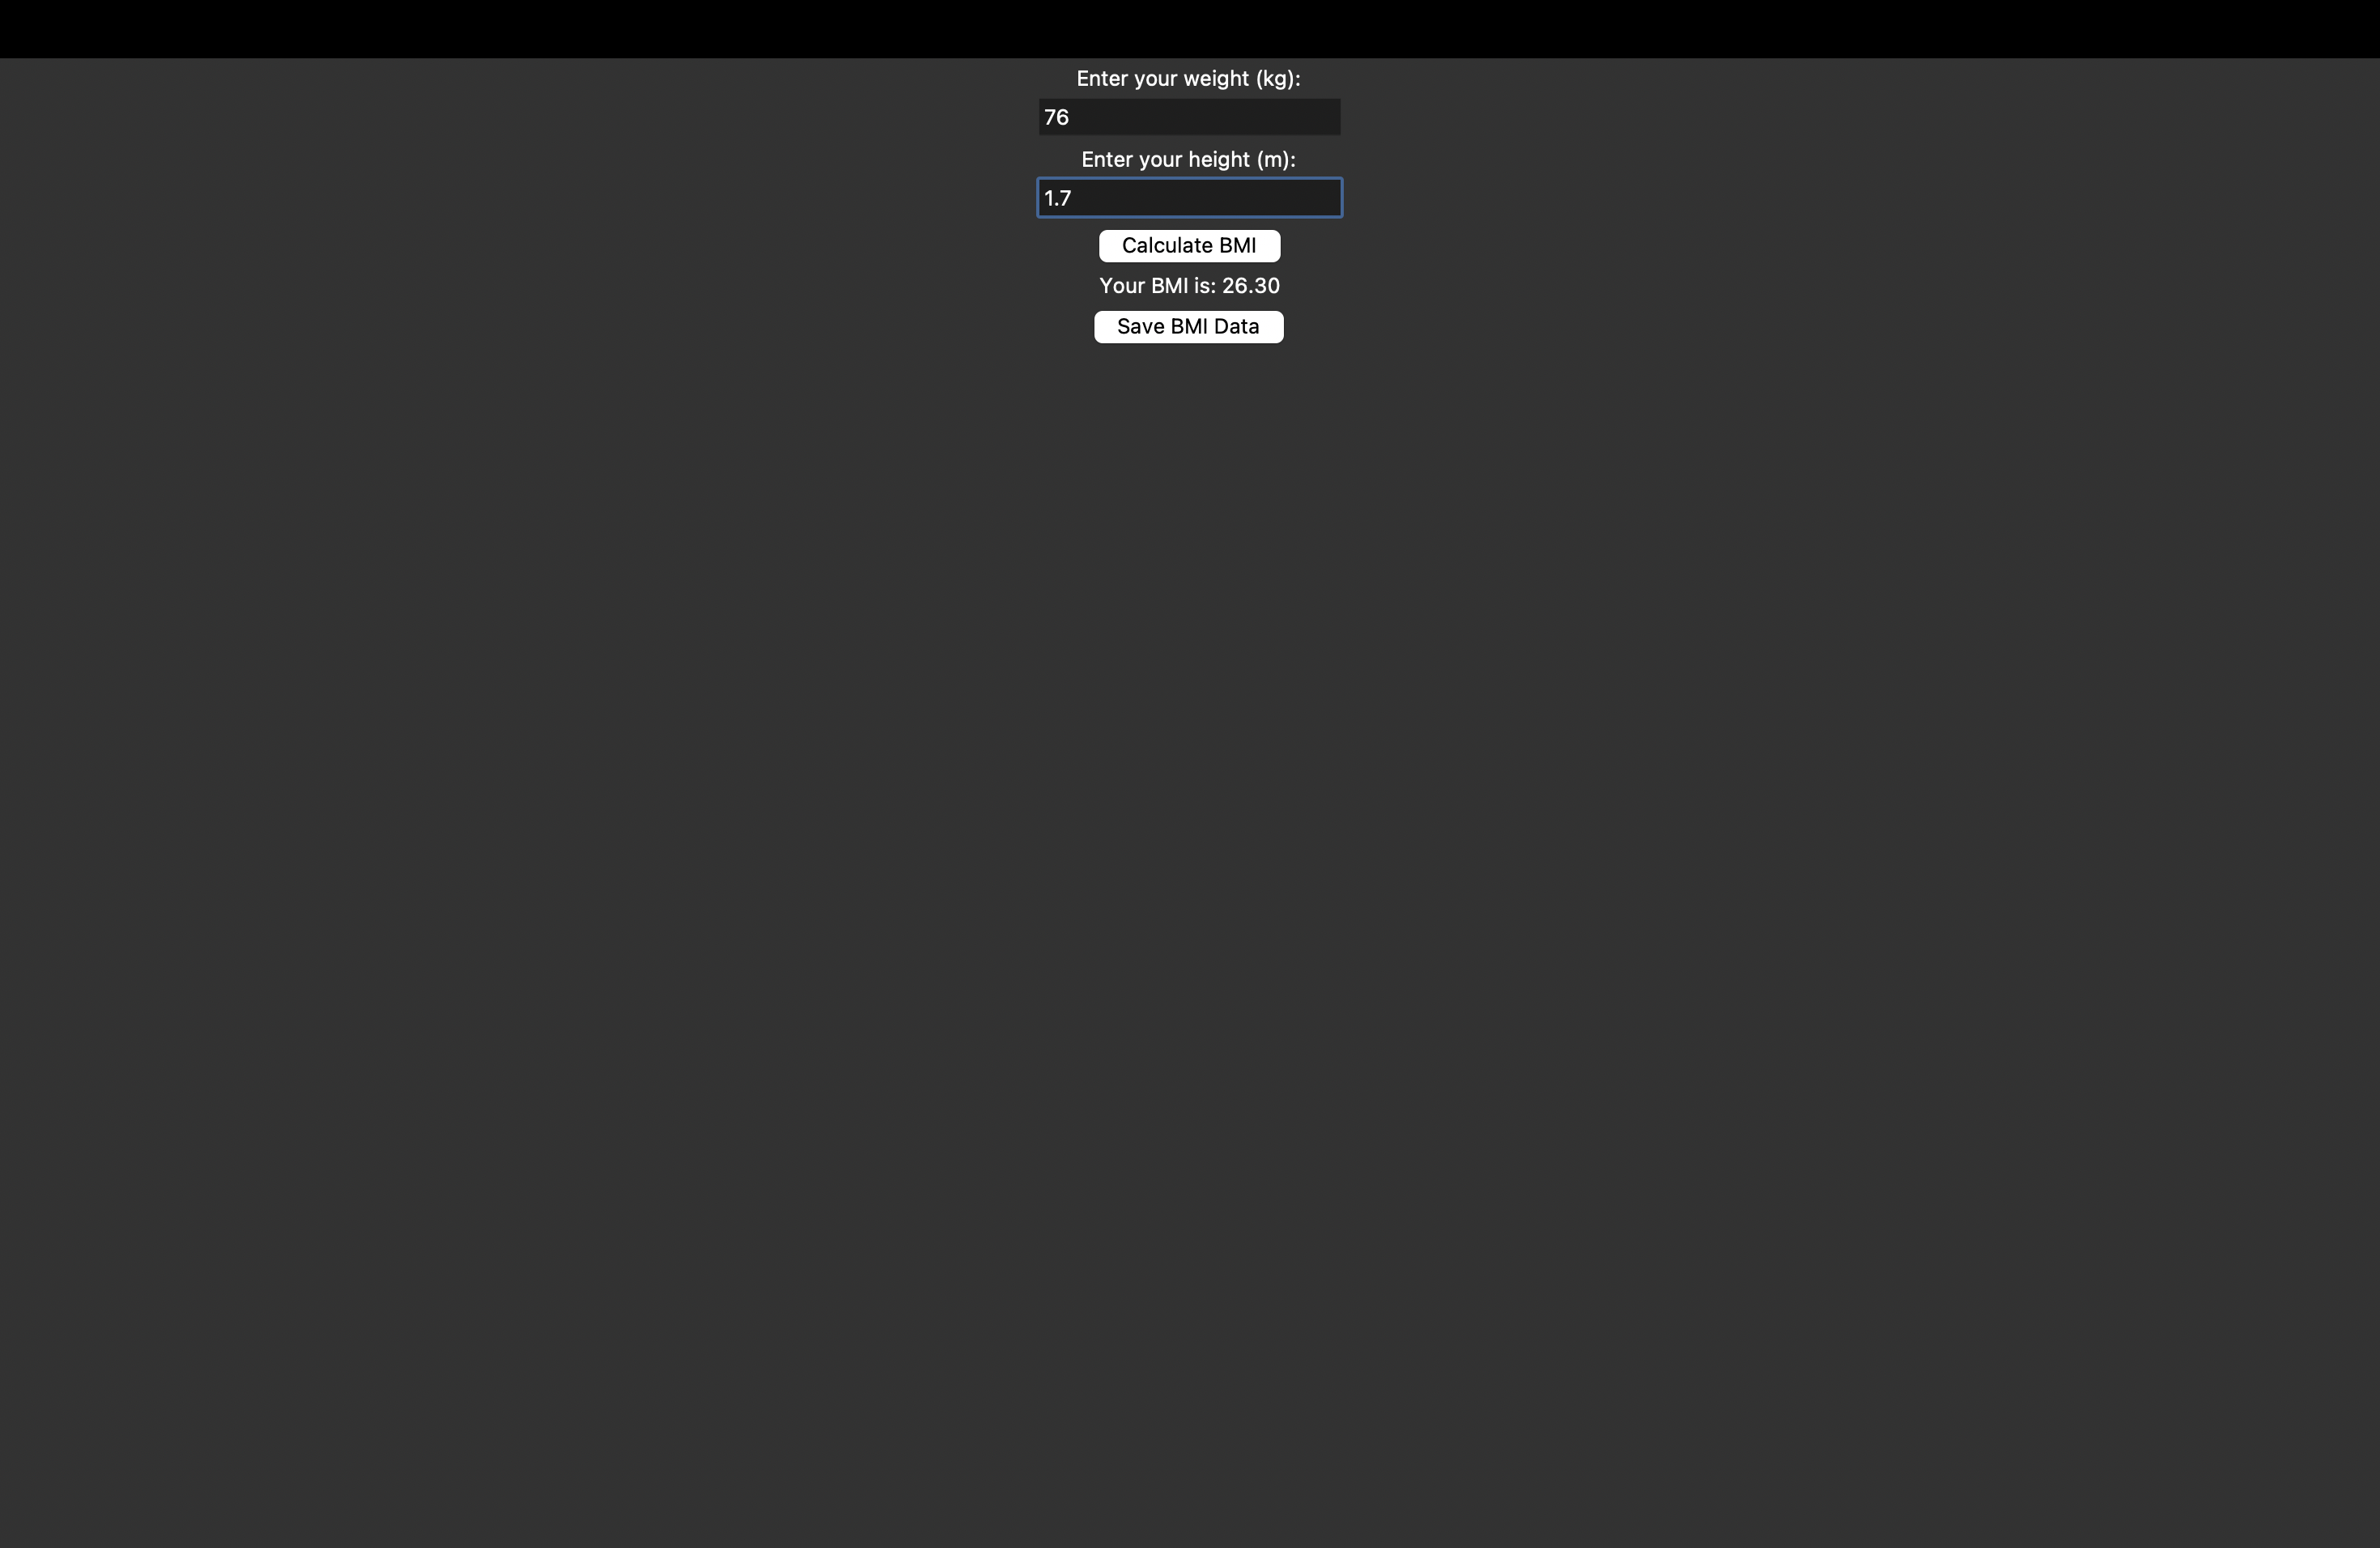 Enter your weight (kg):
76
Enter your height (m):
1.7
Calculate BMI
Your BMI is: 26.30
Save BMI Data